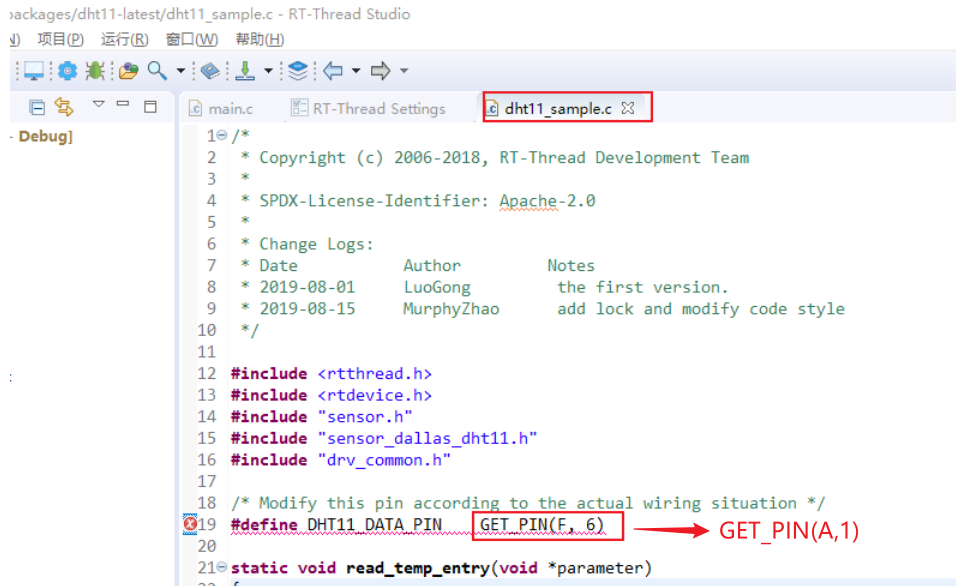 packages/dht11-latest/dht11_sample.c - RT-Thread Studio
项目(P) 运行(R) 窗口(W) 帮助(H)
Debug]
main.c RT-Thread Settings dht11_sample.c
1 /*
2 * Copyright (c) 2006-2018, RT-Thread Development Team
3 *
4 * SPDX-License-Identifier: Apache-2.0
5 *
6 * Change Logs:
7 * Date Author Notes
8 * 2019-08-01 LuoGong the first version.
9 * 2019-08-15 MurphyZhao add lock and modify code style
10 */
11
12 #include <rtthread.h>
13 #include <rtdevice.h>
14 #include "sensor.h"
15 #include "sensor_dallas_dht11.h"
16 #include "drv_common.h"
17
18 /* Modify this pin according to the actual wiring situation */
19 #define DHT11_DATA_PIN GET_PIN(F, 6) GET_PIN(A,1)
20
21 static void read_temp_entry(void *parameter)